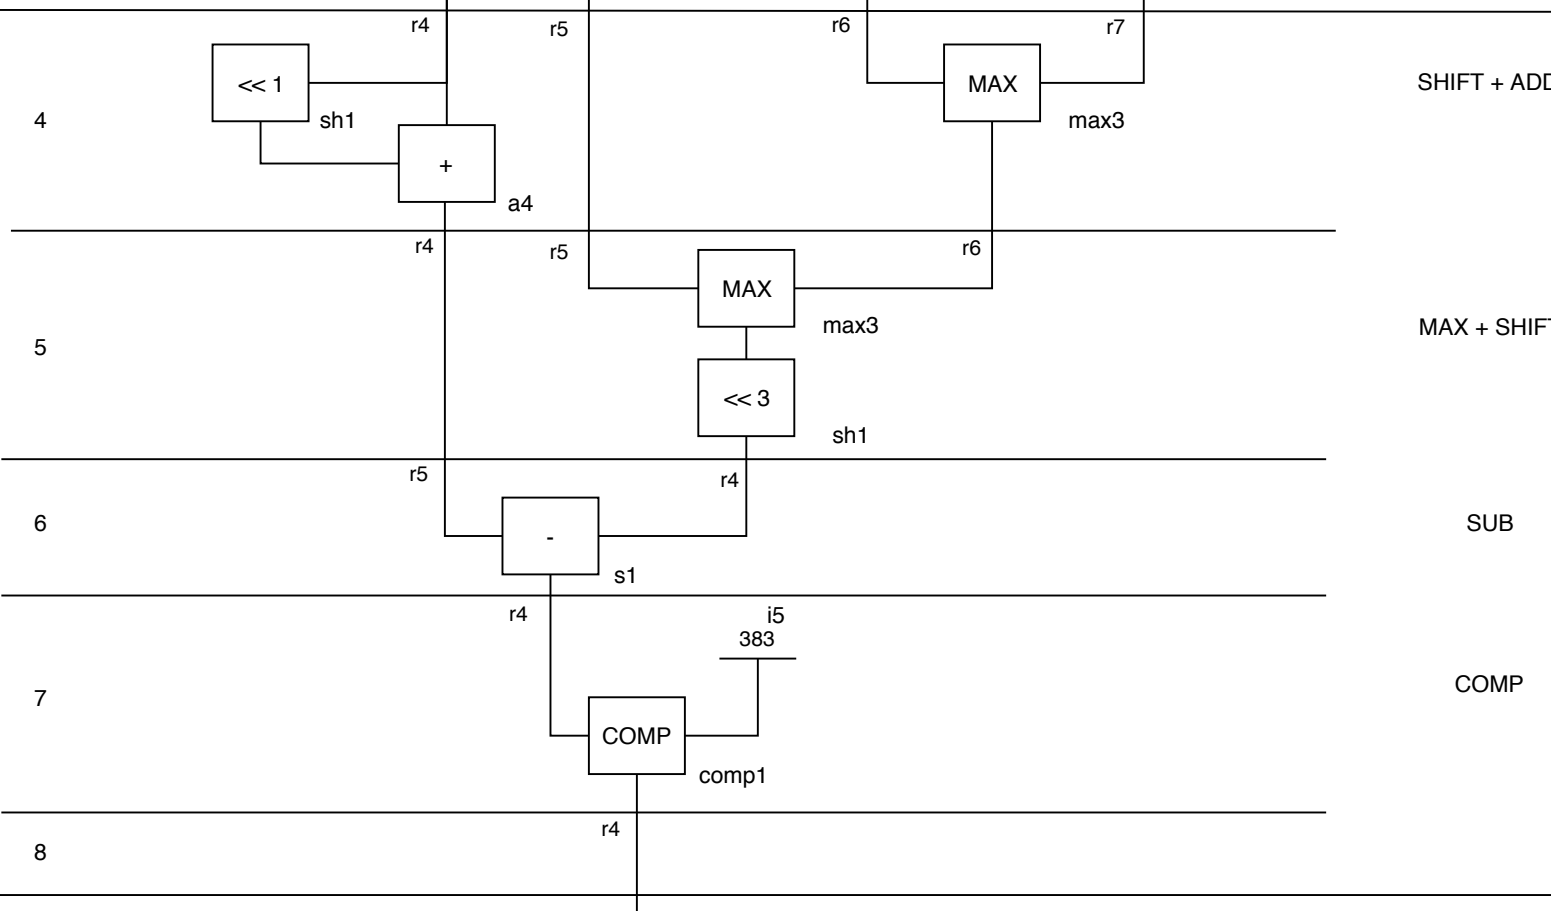 r4
r5
r6
r7
<< 1
MAX
SHIFT + ADD
4
sh1
max3
+
a4
r4
r5
r6
MAX
max3
MAX + SHIFT
5
<< 3
sh1
r5
r4
6
-
SUB
s1
r4
i5
383
7
COMP
COMP
comp1
r4
8